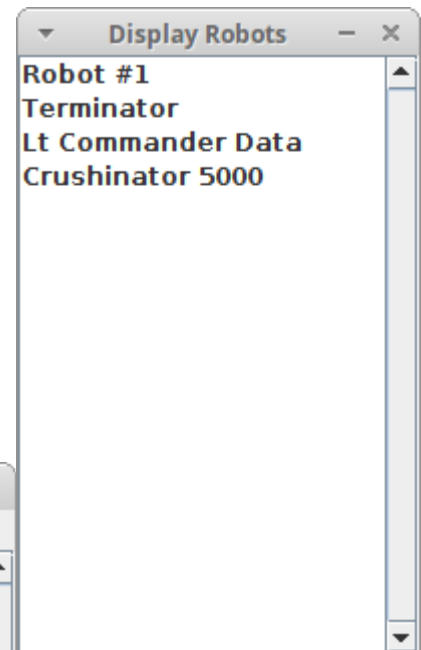 Display Robots
Robot #1
Terminator
Lt Commander Data
Crushinator 5000